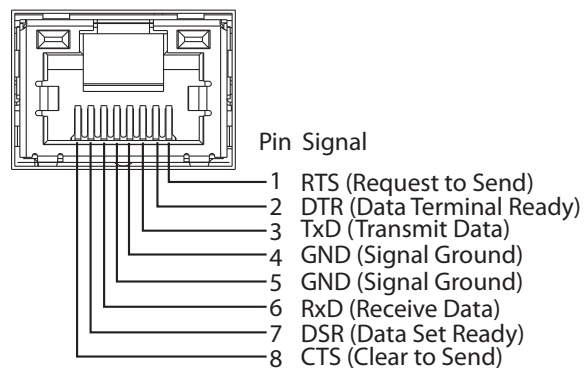 Pin Signal
1 RTS (Request to Send)
2 DTR (Data Terminal Ready)
3 TxD (Transmit Data)
4 GND (Signal Ground)
5 GND (Signal Ground)
6 RxD (Receive Data)
7 DSR (Data Set Ready)
8 CTS (Clear to Send)